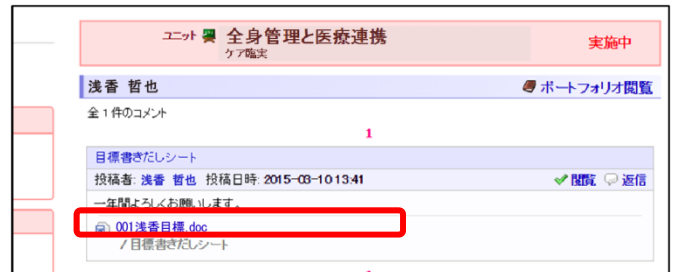 ユニット 全身管理と医療連携 実施中
ケア臨実
浅香 哲也 ポートフォリオ閲覧
全1件のコメント
1
目標書きだしシート
投稿者: 浅香 哲也 投稿日時: 2015-03-10 13:41 閲覧 返信
一年間よろしくお願いします。
001浅香目標.doc
/ 目標書きだしシート